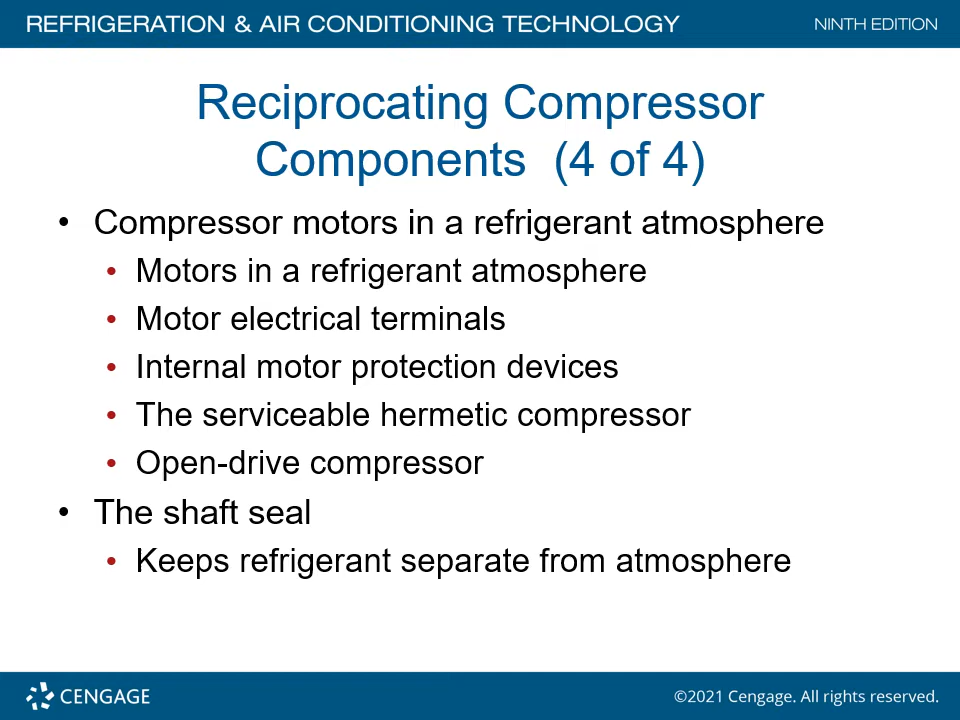 REFRIGERATION & AIR CONDITIONING TECHNOLOGY NINTH EDITION
Reciprocating Compressor
Components (4 of 4)
• Compressor motors in a refrigerant atmosphere
• Motors in a refrigerant atmosphere
• Motor electrical terminals
• Internal motor protection devices
• The serviceable hermetic compressor
• Open-drive compressor
• The shaft seal
• Keeps refrigerant separate from atmosphere
CENGAGE ©2021 Cengage. All rights reserved.